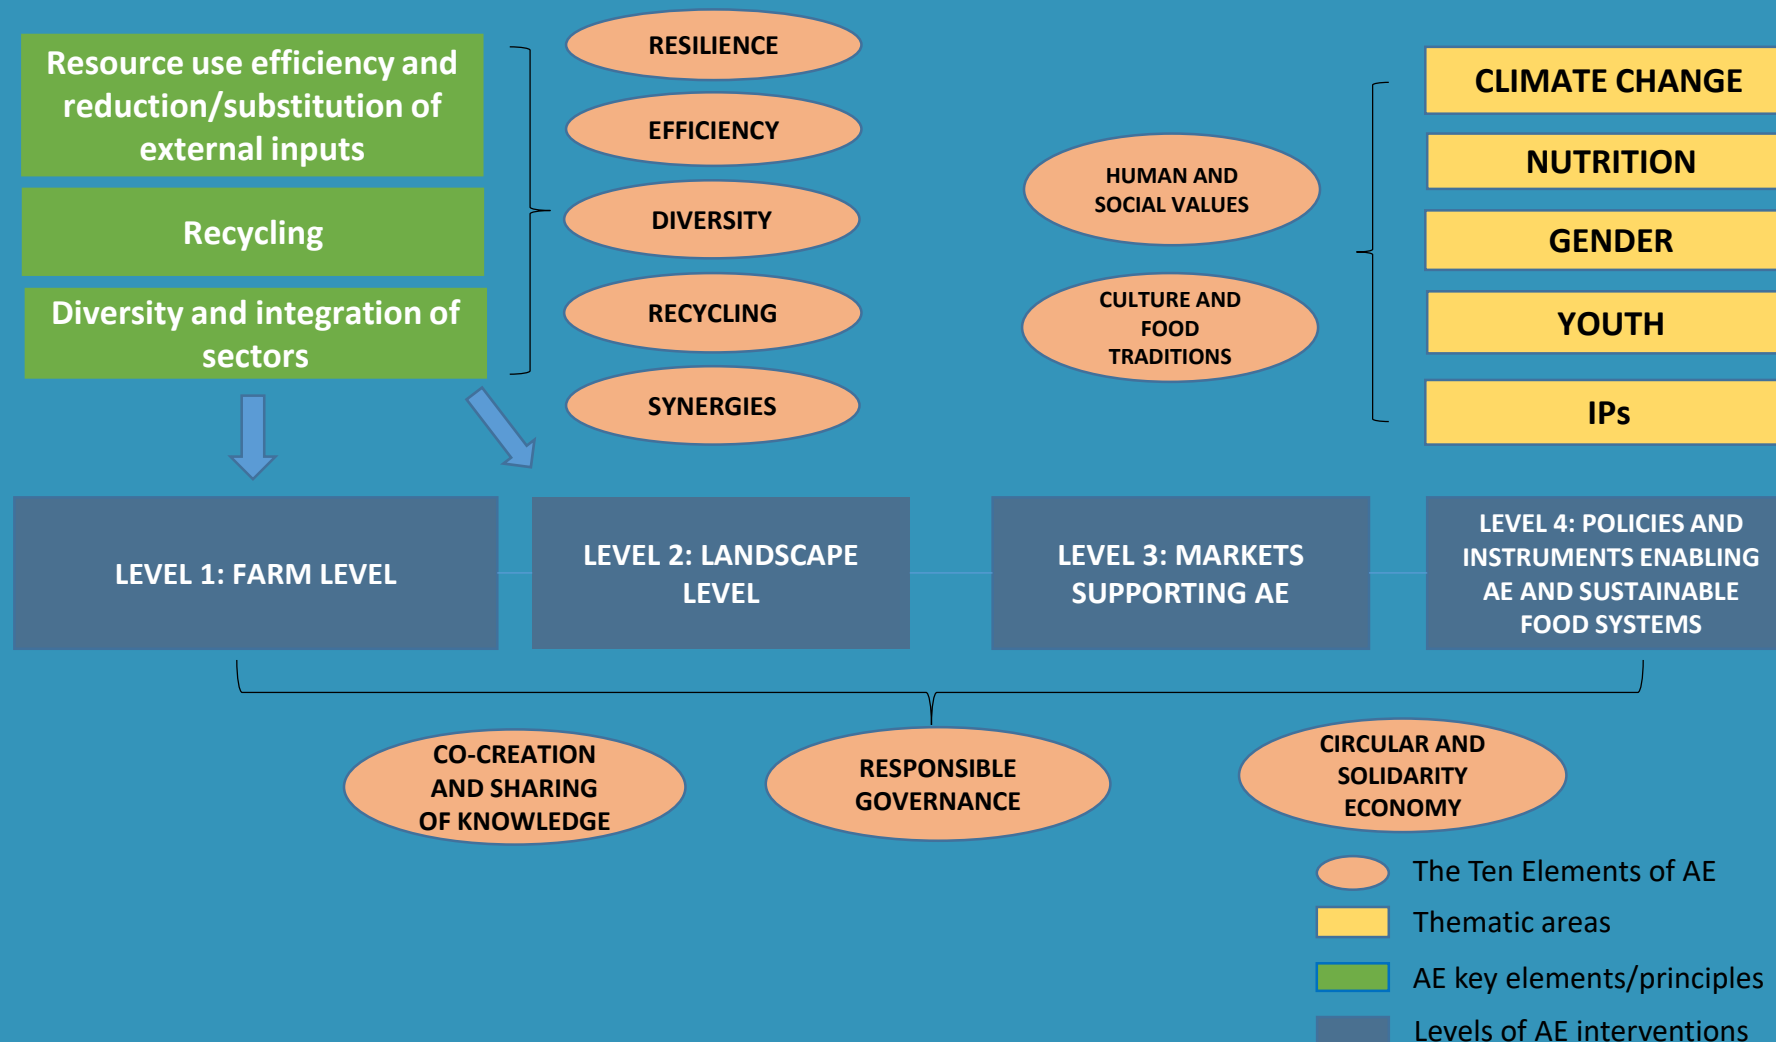 Resource use efficiency and
reduction/substitution of
external inputs
Recycling
Diversity and integration of
sectors
RESILIENCE
EFFICIENCY
DIVERSITY
RECYCLING
SYNERGIES
HUMAN AND
SOCIAL VALUES
CULTURE AND
FOOD
TRADITIONS
CLIMATE CHANGE
NUTRITION
GENDER
YOUTH
IPs
LEVEL 1: FARM LEVEL
LEVEL 2: LANDSCAPE
LEVEL
LEVEL 3: MARKETS
SUPPORTING AE
LEVEL 4: POLICIES AND
INSTRUMENTS ENABLING
AE AND SUSTAINABLE
FOOD SYSTEMS
CO-CREATION
AND SHARING
OF KNOWLEDGE
RESPONSIBLE
GOVERNANCE
CIRCULAR AND
SOLIDARITY
ECONOMY
The Ten Elements of AE
Thematic areas
AE key elements/principles
Levels of AE interventions